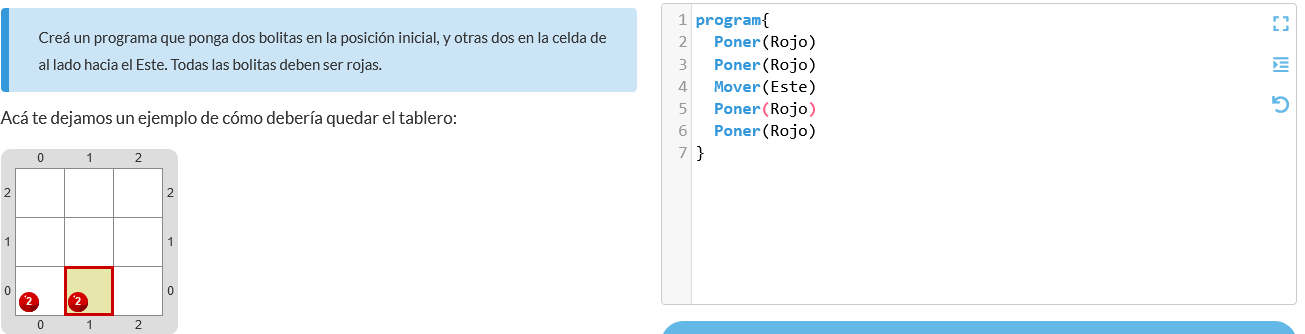 Creá un programa que ponga dos bolitas en la posición inicial, y otras dos en la celda de
al lado hacia el Este. Todas las bolitas deben ser rojas.
Acá te dejamos un ejemplo de cómo debería quedar el tablero:
0 1 2
2 2
1 1
0 2 2 0
0 1 2
1 program{
2 Poner(Rojo)
3 Poner(Rojo)
4 Mover(Este)
5 Poner(Rojo)
6 Poner(Rojo)
7 }